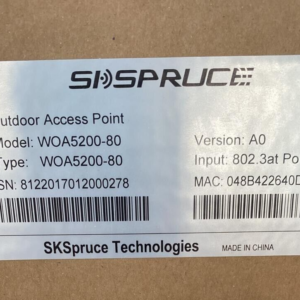 SKSPRUCE
utdoor Access Point
Model: WOA5200-80
Version: A0
Type: WOA5200-80
Input: 802.3at Po
SN: 8122017012000278
MAC: 048B422640D
SKSpruce Technologies
MADE IN CHINA